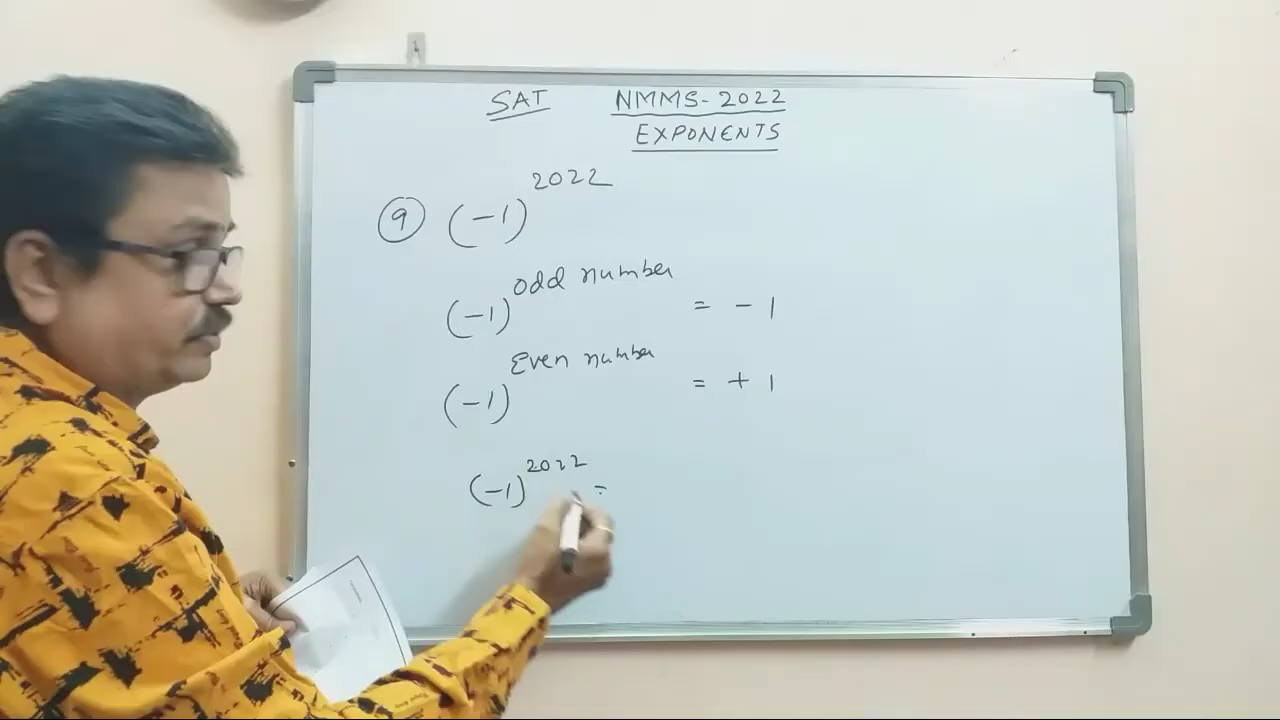 SAT NMMS-2022
EXPONENTS
9 (-1)^2022
(-1)^odd number = -1
(-1)^Even number = +1
(-1)^2022 =